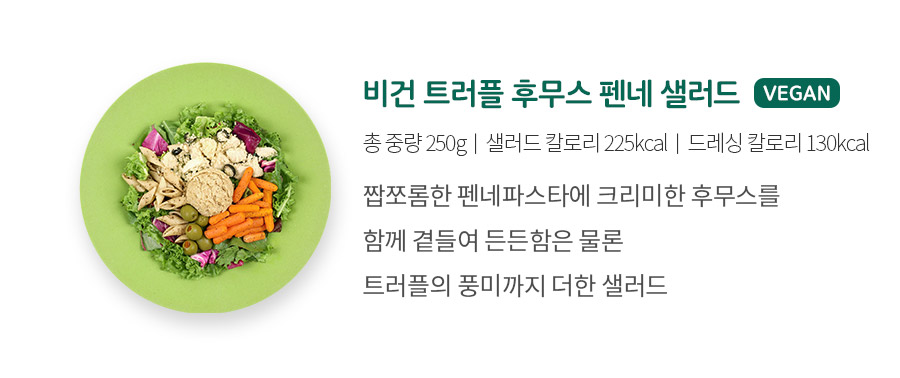 비건 트러플 후무스 펜네 샐러드 VEGAN
총 중량 250g | 샐러드 칼로리 225kcal | 드레싱 칼로리 130kcal
짭쪼롬한 펜네파스타에 크리미한 후무스를
함께 곁들여 든든함은 물론
트러플의 풍미까지 더한 샐러드